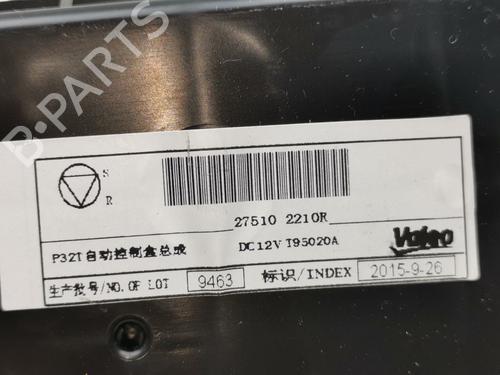 B-PARTS
S
R
27510 2210R
P32T自动控制盒总成 DC12V T95020A Valeo
生产批号/NO.OF LOT 9463 标识/INDEX 2015-9-26